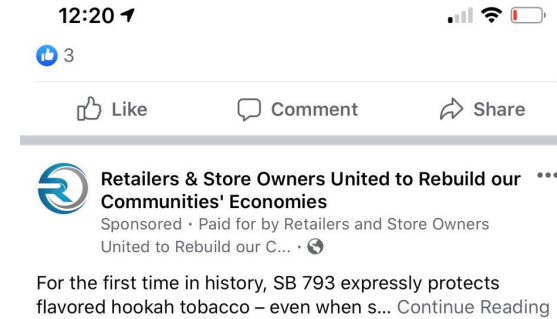 12:20
3
Like Comment Share
Retailers & Store Owners United to Rebuild our
Communities' Economies
Sponsored · Paid for by Retailers and Store Owners
United to Rebuild our C... ·
For the first time in history, SB 793 expressly protects
flavored hookah tobacco – even when s... Continue Reading